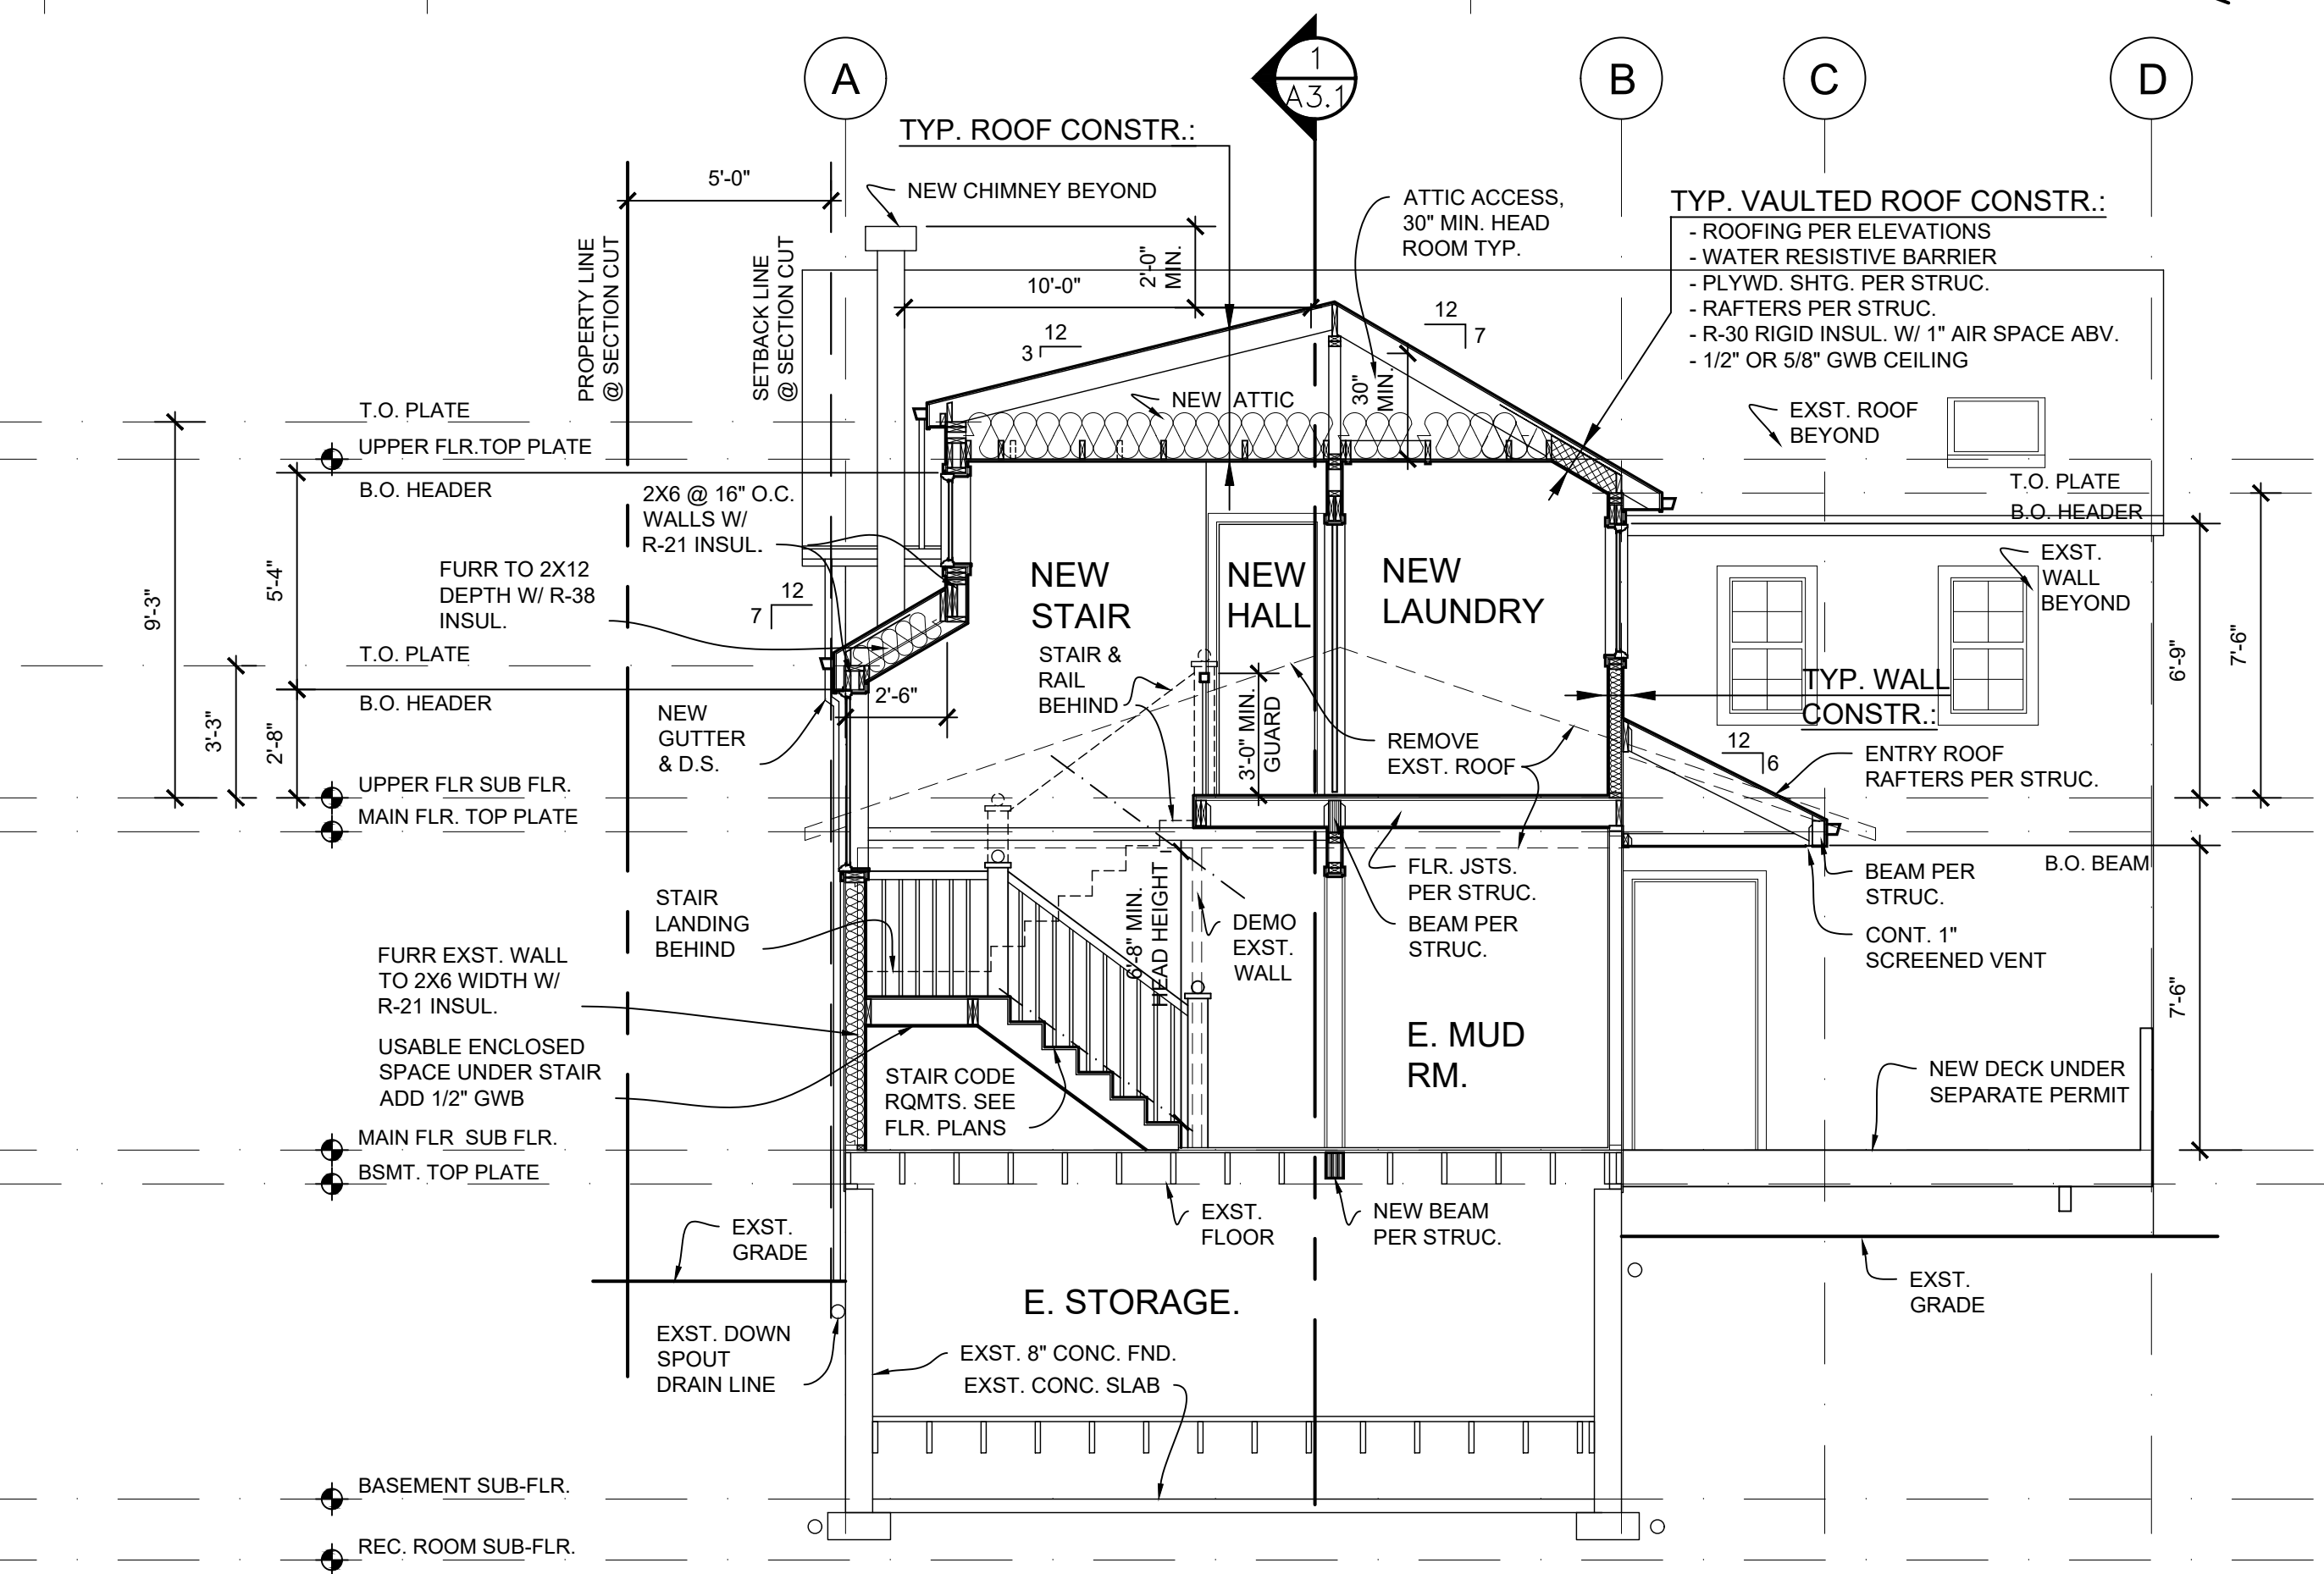 A
1
A3.1
B
C
D
TYP. ROOF CONSTR.:
5'-0"
NEW CHIMNEY BEYOND
PROPERTY LINE
@ SECTION CUT
SETBACK LINE
@ SECTION CUT
10'-0"
2'-0"
MIN.
ATTIC ACCESS,
30" MIN. HEAD
ROOM TYP.
TYP. VAULTED ROOF CONSTR.:
- ROOFING PER ELEVATIONS
- WATER RESISTIVE BARRIER
- PLYWD. SHTG. PER STRUC.
- RAFTERS PER STRUC.
- R-30 RIGID INSUL. W/ 1" AIR SPACE ABV.
- 1/2" OR 5/8" GWB CEILING
12
3
12
7
30"
MIN.
NEW ATTIC
EXST. ROOF
BEYOND
T.O. PLATE
UPPER FLR.TOP PLATE
B.O. HEADER
2X6 @ 16" O.C.
WALLS W/
R-21 INSUL.
T.O. PLATE
B.O. HEADER
FURR TO 2X12
DEPTH W/ R-38
INSUL.
12
7
NEW
STAIR
NEW
HALL
NEW
LAUNDRY
EXST.
WALL
BEYOND
9'-3"
5'-4"
6'-9"
7'-6"
T.O. PLATE
B.O. HEADER
2'-6"
STAIR &
RAIL
BEHIND
TYP. WALL
CONSTR.:
3'-3"
2'-8"
NEW
GUTTER
& D.S.
3'-0" MIN.
GUARD
REMOVE
EXST. ROOF
12
6
ENTRY ROOF
RAFTERS PER STRUC.
UPPER FLR SUB FLR.
MAIN FLR. TOP PLATE
STAIR
LANDING
BEHIND
6'-8" MIN.
HEAD HEIGHT
DEMO
EXST.
WALL
FLR. JSTS.
PER STRUC.
BEAM PER
STRUC.
BEAM PER
STRUC.
B.O. BEAM
CONT. 1"
SCREENED VENT
FURR EXST. WALL
TO 2X6 WIDTH W/
R-21 INSUL.
USABLE ENCLOSED
SPACE UNDER STAIR
ADD 1/2" GWB
STAIR CODE
RQMTS. SEE
FLR. PLANS
E. MUD
RM.
7'-6"
NEW DECK UNDER
SEPARATE PERMIT
MAIN FLR SUB FLR.
BSMT. TOP PLATE
EXST.
GRADE
EXST.
FLOOR
NEW BEAM
PER STRUC.
EXST.
GRADE
E. STORAGE.
EXST. DOWN
SPOUT
DRAIN LINE
EXST. 8" CONC. FND.
EXST. CONC. SLAB
BASEMENT SUB-FLR.
REC. ROOM SUB-FLR.